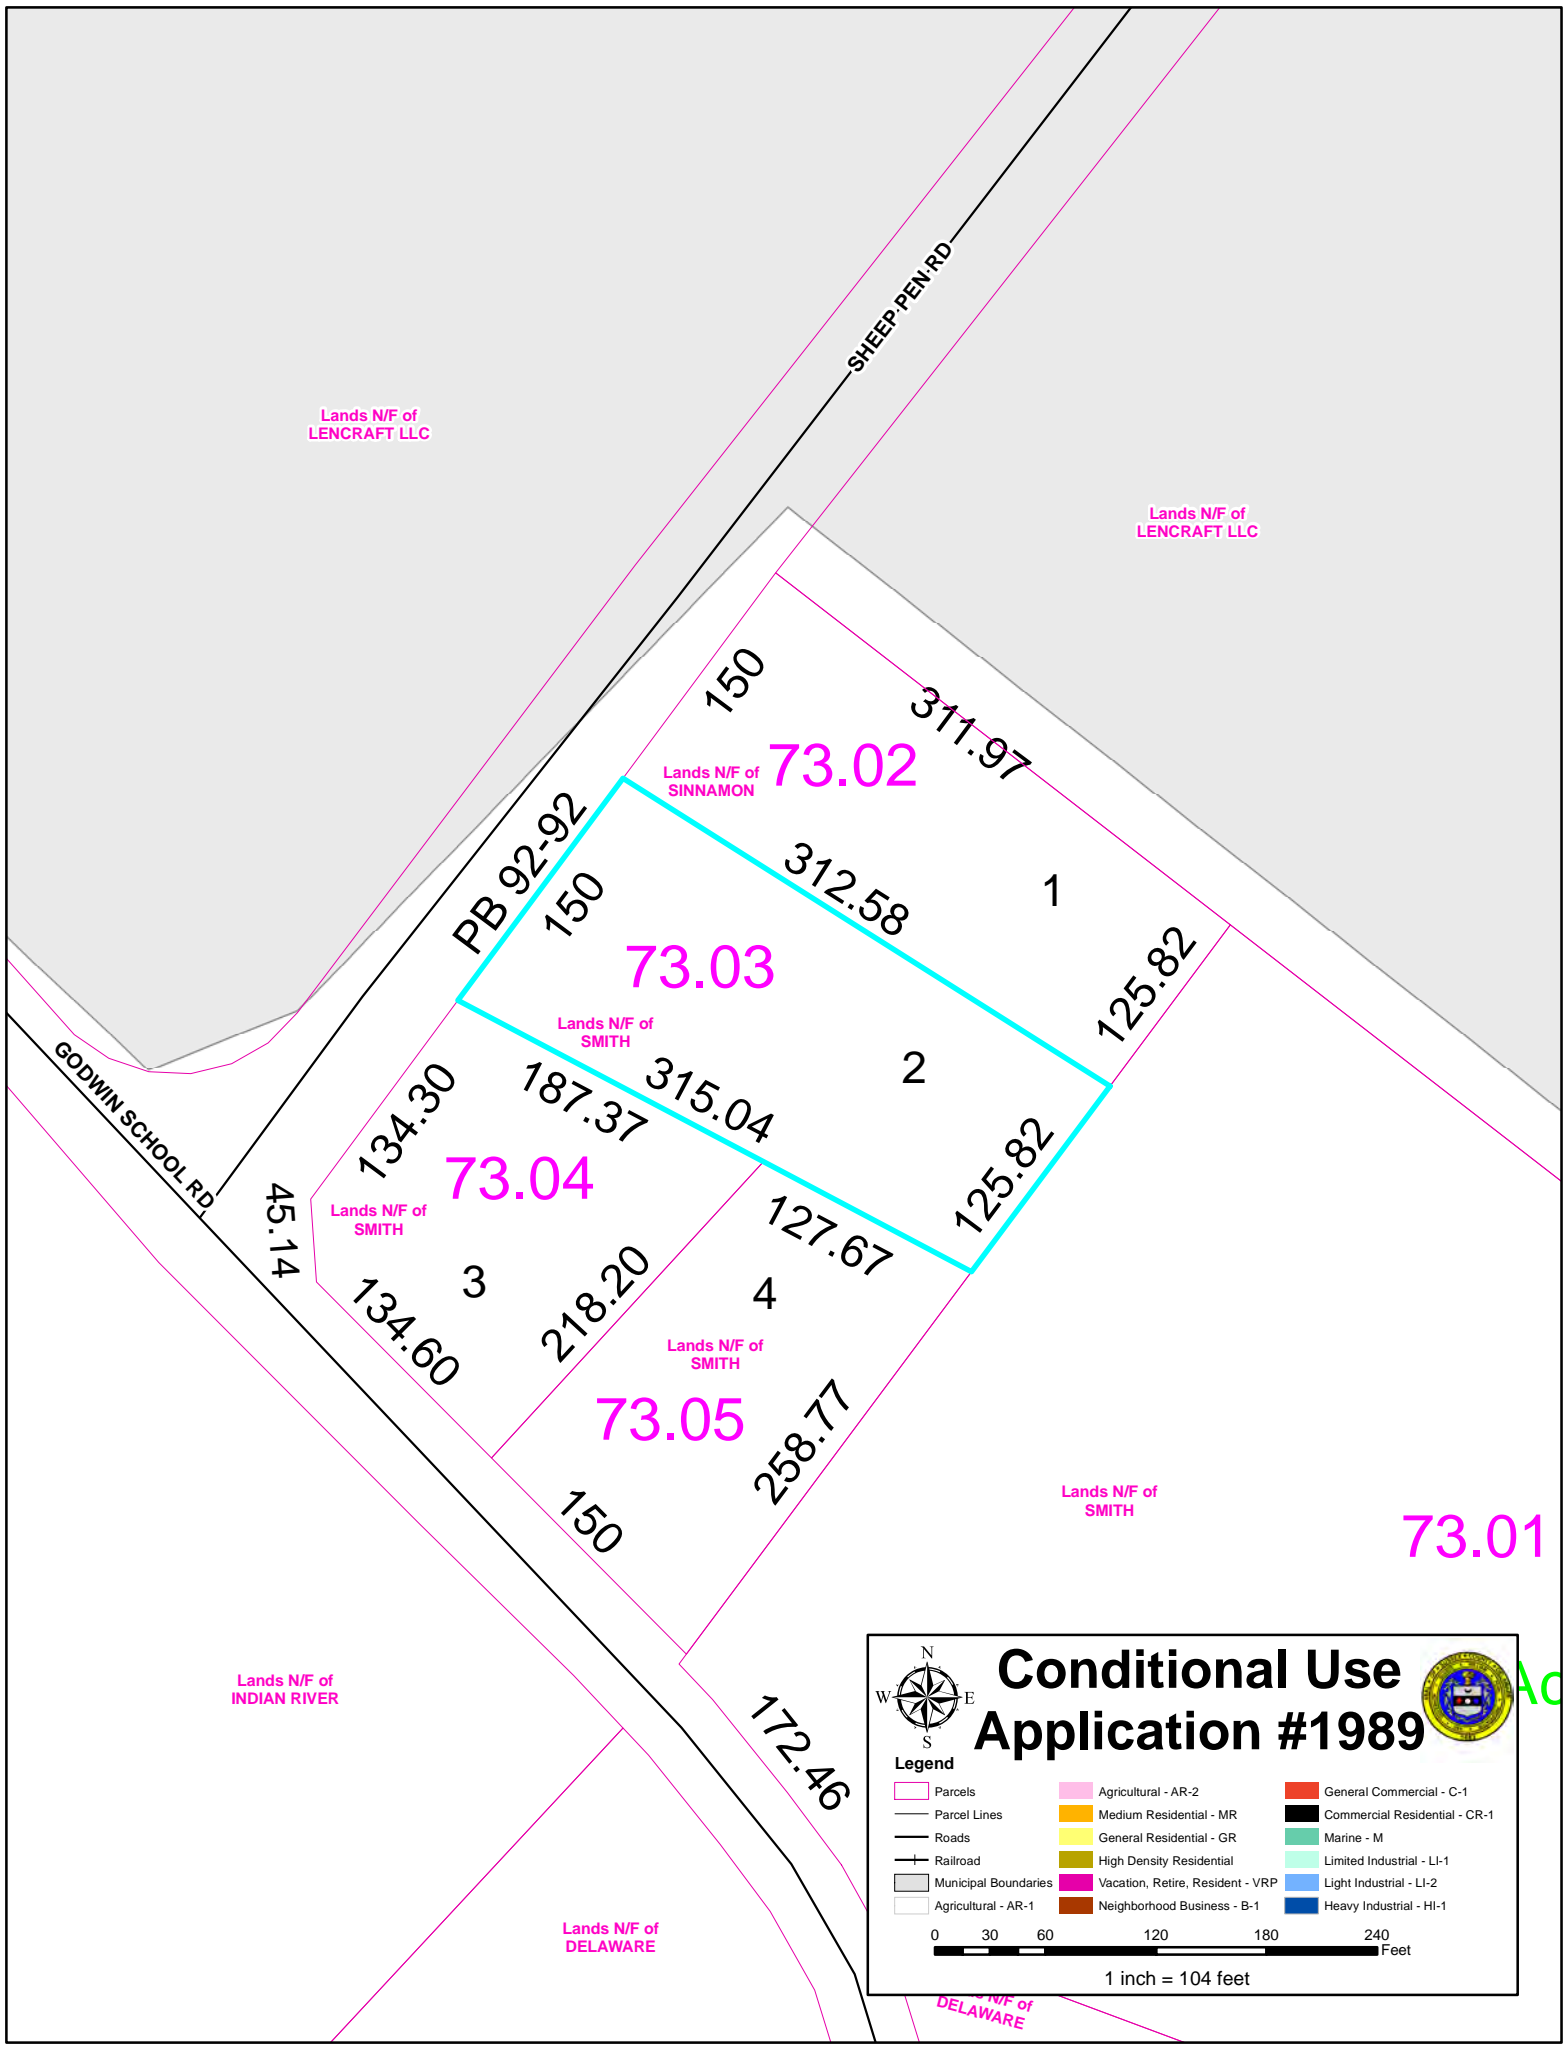 SHEEP PEN RD
Lands N/F of
LENCRAFT LLC
Lands N/F of
LENCRAFT LLC
150
311.97
73.02
Lands N/F of
SINNAMON
PB 92-92
312.58
1
150
125.82
73.03
Lands N/F of
SMITH
2
315.04
187.37
125.82
GODWIN SCHOOL RD
134.30
73.04
Lands N/F of
SMITH
45.14
127.67
3
4
218.20
134.60
Lands N/F of
SMITH
73.05
258.77
150
Lands N/F of
SMITH
73.01
Lands N/F of
INDIAN RIVER
172.46
Lands N/F of
DELAWARE
N
W E
S
Conditional Use
Application #1989
Ac
Legend
Parcels
Parcel Lines
Roads
Railroad
Municipal Boundaries
Agricultural - AR-1
Agricultural - AR-2
Medium Residential - MR
General Residential - GR
High Density Residential
Vacation, Retire, Resident - VRP
Neighborhood Business - B-1
General Commercial - C-1
Commercial Residential - CR-1
Marine - M
Limited Industrial - LI-1
Light Industrial - LI-2
Heavy Industrial - HI-1
0 30 60 120 180 240
Feet
1 inch = 104 feet
N/F of
DELAWARE